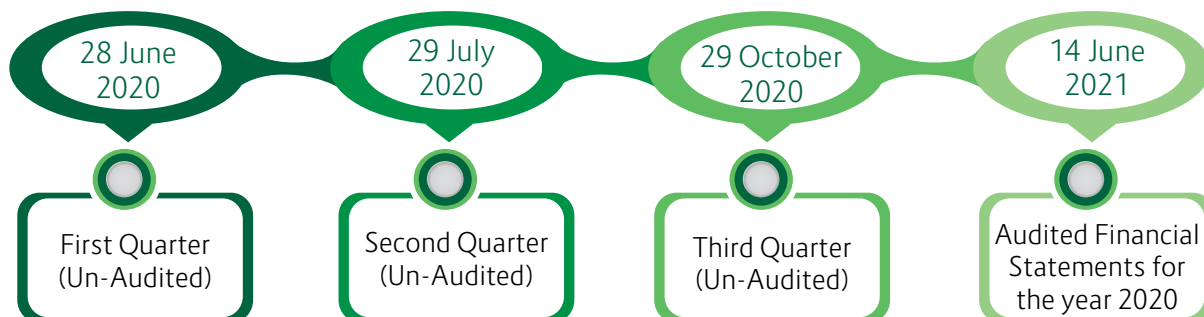 28 June
2020
29 July
2020
29 October
2020
14 June
2021
First Quarter
(Un-Audited)
Second Quarter
(Un-Audited)
Third Quarter
(Un-Audited)
Audited Financial
Statements for
the year 2020